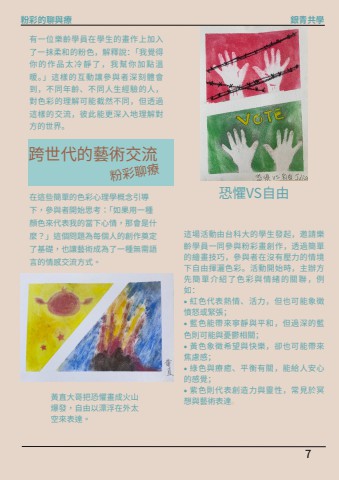 粉彩的聊與療
銀青共學
有一位樂齡學員在學生的畫作上加入
了一抹柔和的粉色，解釋說：「我覺得
你的作品太冷靜了，我幫你加點溫
暖。」這樣的互動讓參與者深刻體會
到，不同年齡、不同人生經驗的人，
對色彩的理解可能截然不同，但透過
這樣的交流，彼此能更深入地理解對
方的世界。
跨世代的藝術交流
粉彩聊療
在這些簡單的色彩心理學概念引導
下，參與者開始思考：「如果用一種
顏色來代表我的當下心情，那會是什
麼？」這個問題為每個人的創作奠定
了基礎，也讓藝術成為了一種無需語
言的情感交流方式。
黃直大哥把恐懼畫成火山
爆發，自由以漂浮在外太
空來表達。
VOTE
恐懼VS自由
這場活動由台科大的學生發起，邀請樂
齡學員一同參與粉彩畫創作。透過簡單
的繪畫技巧，參與者在沒有壓力的情境
下自由揮灑色彩。活動開始時，主辦方
先簡單介紹了色彩與情緒的關聯，例
如：
• 紅色代表熱情、活力，但也可能象徵
憤怒或緊張；
• 藍色能帶來寧靜與平和，但過深的藍
色則可能與憂鬱相關；
• 黃色象徵希望與快樂，卻也可能帶來
焦慮感；
• 綠色與療癒、平衡有關，能給人安心
的感覺；
• 紫色則代表創造力與靈性，常見於冥
想與藝術表達.
7